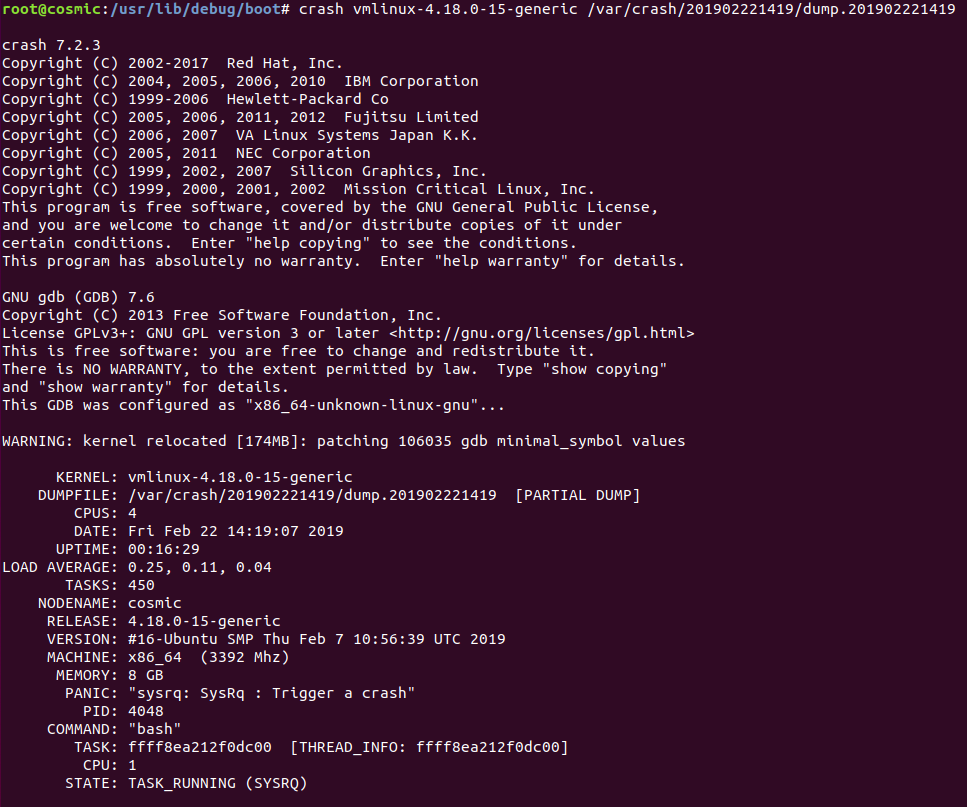 root@cosmic:/usr/lib/debug/boot# crash vmlinux-4.18.0-15-generic /var/crash/201902221419/dump.201902221419
crash 7.2.3
Copyright (C) 2002-2017  Red Hat, Inc.
Copyright (C) 2004, 2005, 2006, 2010  IBM Corporation
Copyright (C) 1999-2006  Hewlett-Packard Co
Copyright (C) 2005, 2006, 2011, 2012  Fujitsu Limited
Copyright (C) 2006, 2007  VA Linux Systems Japan K.K.
Copyright (C) 2005, 2011  NEC Corporation
Copyright (C) 1999, 2002, 2007  Silicon Graphics, Inc.
Copyright (C) 1999, 2000, 2001, 2002  Mission Critical Linux, Inc.
This program is free software, covered by the GNU General Public License,
and you are welcome to change it and/or distribute copies of it under
certain conditions.  Enter "help copying" to see the conditions.
This program has absolutely no warranty.  Enter "help warranty" for details.
GNU gdb (GDB) 7.6
Copyright (C) 2013 Free Software Foundation, Inc.
License GPLv3+: GNU GPL version 3 or later <http://gnu.org/licenses/gpl.html>
This is free software: you are free to change and redistribute it.
There is NO WARRANTY, to the extent permitted by law.  Type "show copying"
and "show warranty" for details.
This GDB was configured as "x86_64-unknown-linux-gnu"...
WARNING: kernel relocated [174MB]: patching 106035 gdb minimal_symbol values
KERNEL: vmlinux-4.18.0-15-generic
DUMPFILE: /var/crash/201902221419/dump.201902221419  [PARTIAL DUMP]
CPUS: 4
DATE: Fri Feb 22 14:19:07 2019
UPTIME: 00:16:29
LOAD AVERAGE: 0.25, 0.11, 0.04
TASKS: 450
NODENAME: cosmic
RELEASE: 4.18.0-15-generic
VERSION: #16-Ubuntu SMP Thu Feb 7 10:56:39 UTC 2019
MACHINE: x86_64  (3392 Mhz)
MEMORY: 8 GB
PANIC: "sysrq: SysRq : Trigger a crash"
PID: 4048
COMMAND: "bash"
TASK: ffff8ea212f0dc00  [THREAD_INFO: ffff8ea212f0dc00]
CPU: 1
STATE: TASK_RUNNING (SYSRQ)